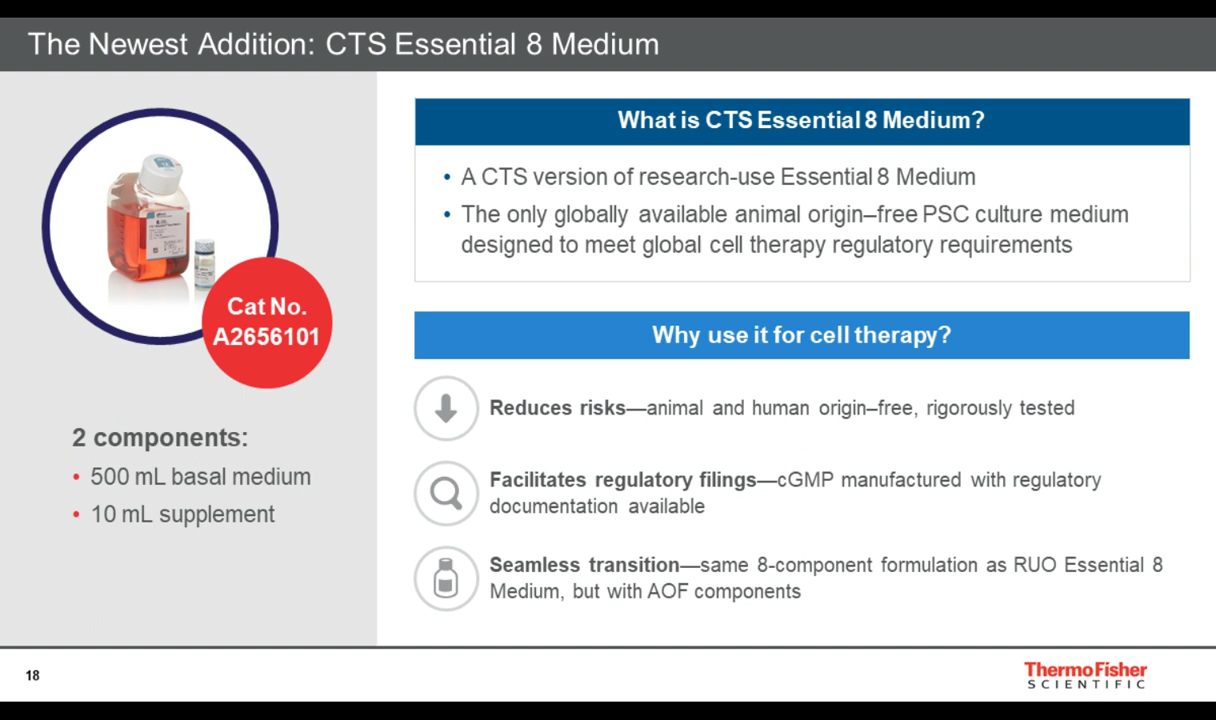 The Newest Addition: CTS Essential 8 Medium
Cat No.
A2656101
2 components:
• 500 mL basal medium
• 10 mL supplement
What is CTS Essential 8 Medium?
• A CTS version of research-use Essential 8 Medium
• The only globally available animal origin–free PSC culture medium
designed to meet global cell therapy regulatory requirements
Why use it for cell therapy?
Reduces risks—animal and human origin–free, rigorously tested
Facilitates regulatory filings—cGMP manufactured with regulatory
documentation available
Seamless transition—same 8-component formulation as RUO Essential 8
Medium, but with AOF components
18
ThermoFisher
SCIENTIFIC